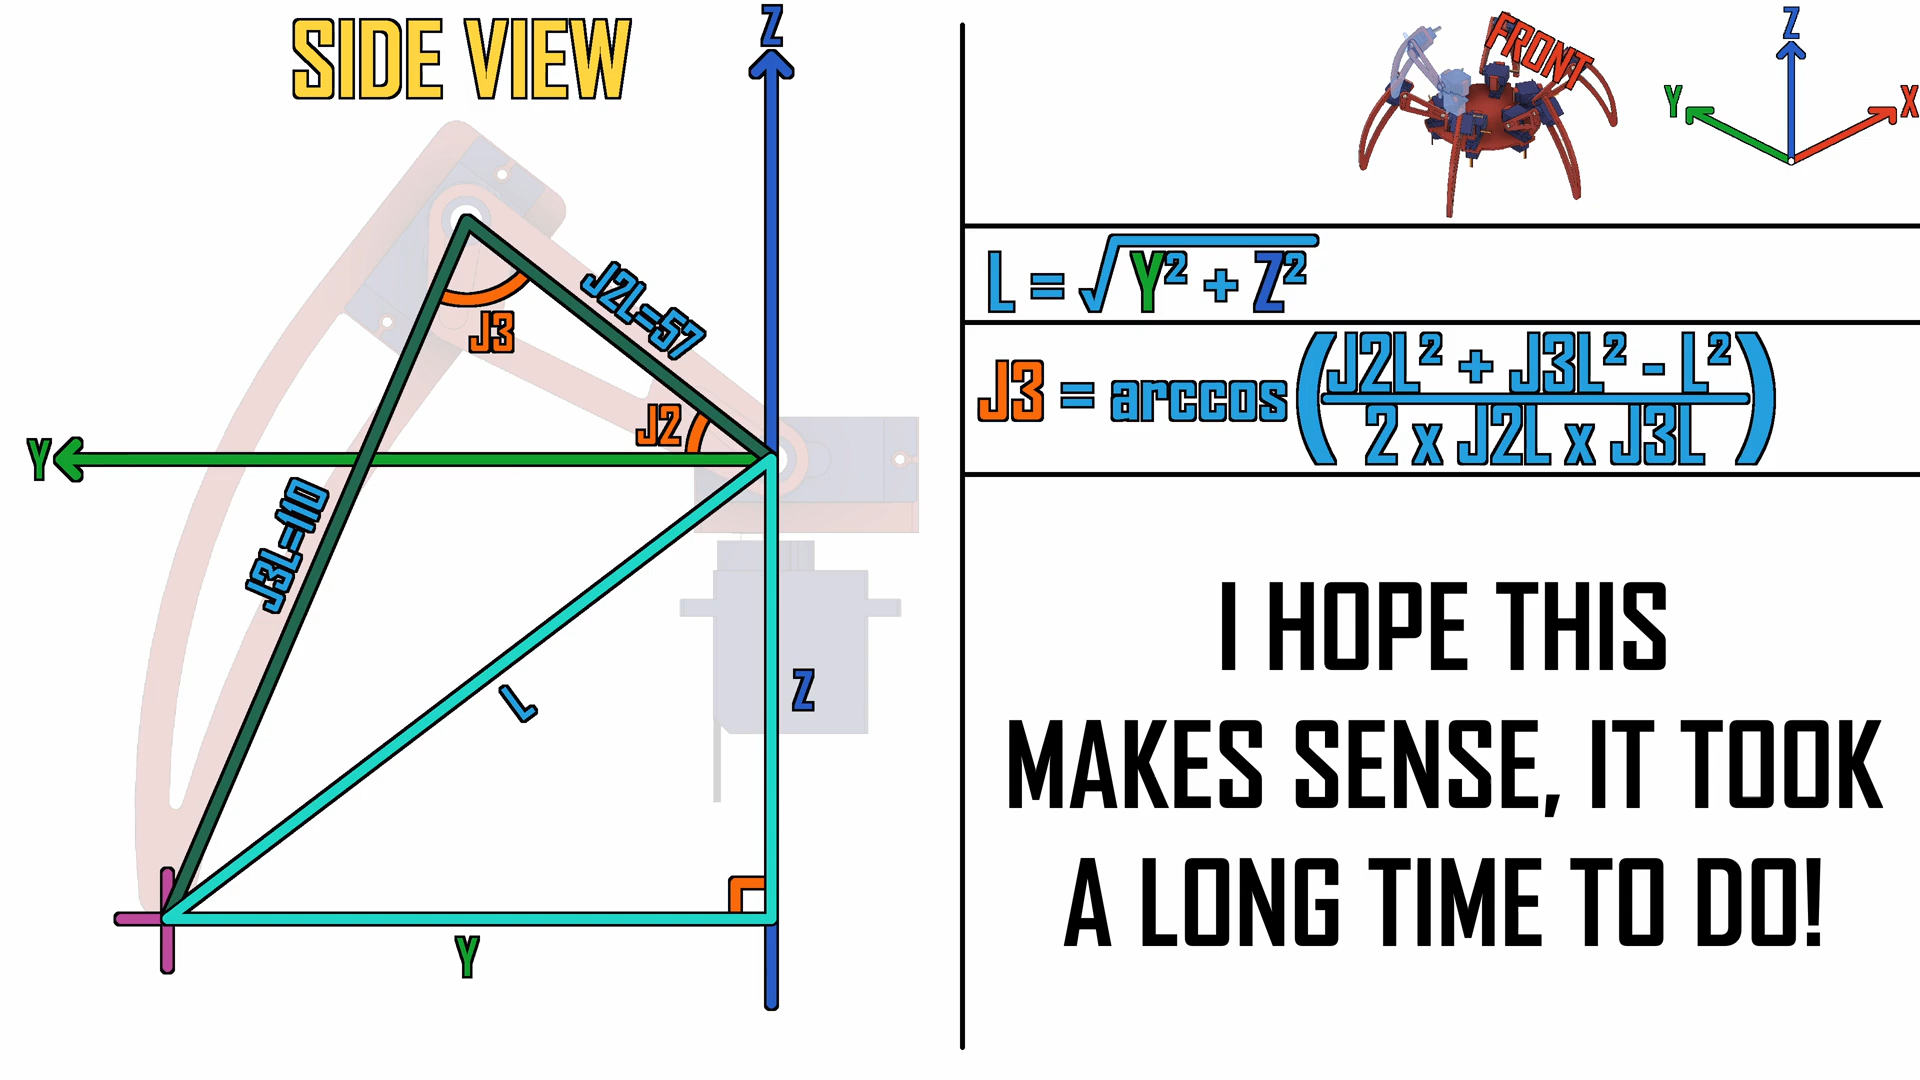 SIDE VIEW
Z
FRONT
Z
Y
X
L = √Y² + Z²
J3 = arccos(J2L² + J3L² - L²
2 x J2L x J3L)
J2L=57
J3
J2
Y
J3L=110
L
Z
Y
I HOPE THIS
MAKES SENSE, IT TOOK
A LONG TIME TO DO!